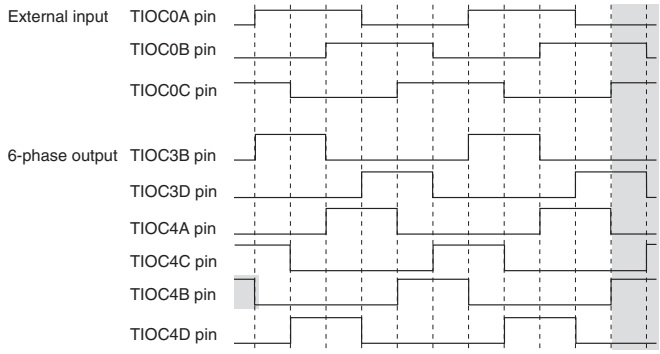 External input TIOC0A pin
TIOC0B pin
TIOC0C pin
6-phase output TIOC3B pin
TIOC3D pin
TIOC4A pin
TIOC4C pin
TIOC4B pin
TIOC4D pin